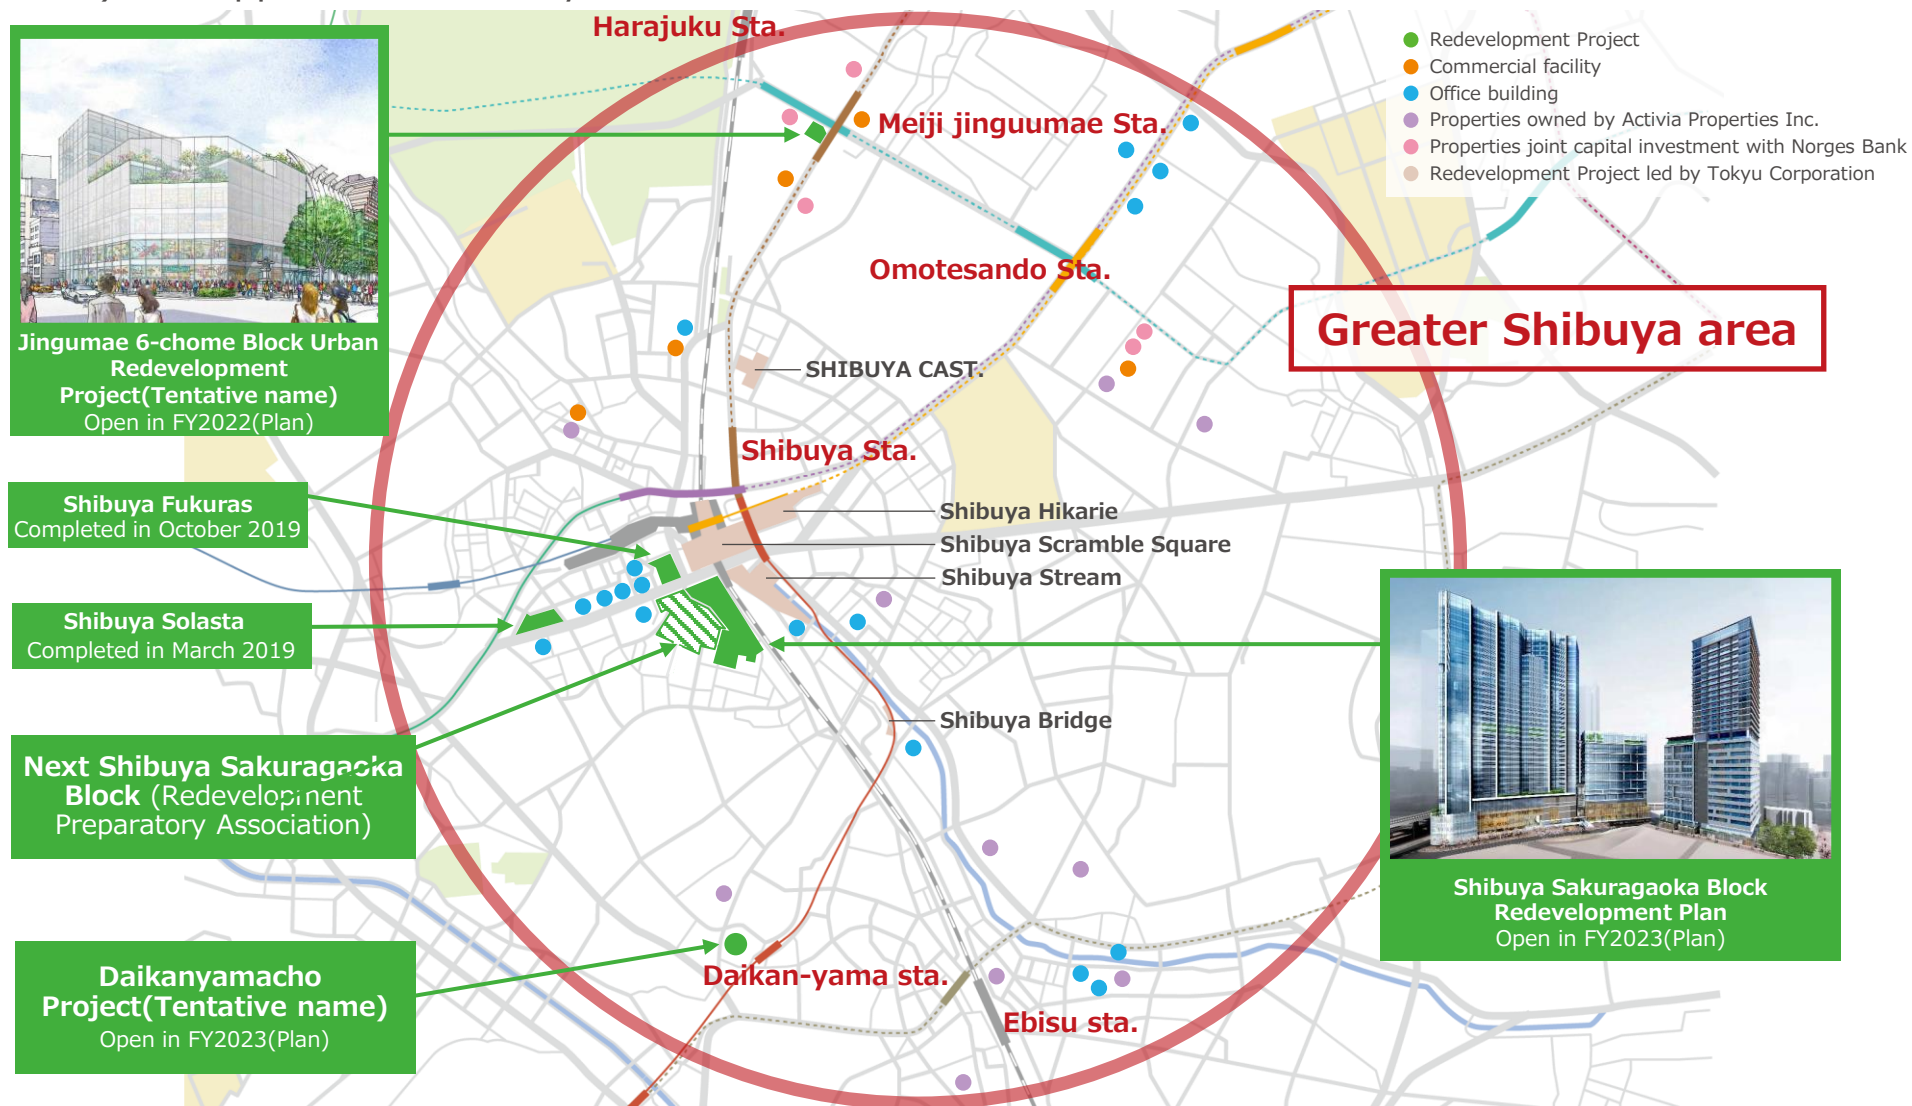 Harajuku Sta.
Redevelopment Project
Commercial facility
Office building
Properties owned by Activia Properties Inc.
Properties joint capital investment with Norges Bank
Redevelopment Project led by Tokyu Corporation
Meiji jinguumae Sta.
Omotesando Sta.
Greater Shibuya area
Jingumae 6-chome Block Urban
Redevelopment
Project(Tentative name)
Open in FY2022(Plan)
SHIBUYA CAST.
Shibuya Sta.
Shibuya Fukuras
Completed in October 2019
Shibuya Hikarie
Shibuya Scramble Square
Shibuya Stream
Shibuya Solasta
Completed in March 2019
Shibuya Bridge
Next Shibuya Sakuragaoka
Block (Redevelopment
Preparatory Association)
Shibuya Sakuragaoka Block
Redevelopment Plan
Open in FY2023(Plan)
Daikanyamacho
Project(Tentative name)
Open in FY2023(Plan)
Daikan-yama sta.
Ebisu sta.